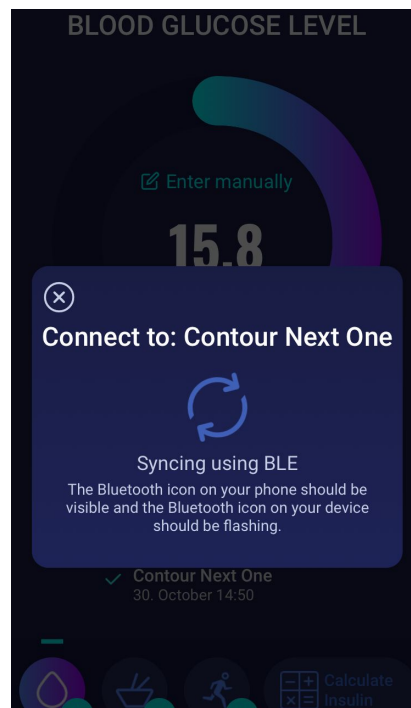 BLOOD GLUCOSE LEVEL
Enter manually
15.8
Connect to: Contour Next One
Syncing using BLE
The Bluetooth icon on your phone should be
visible and the Bluetooth icon on your device
should be flashing.
Contour Next One
30. October 14:50
Calculate
Insulin